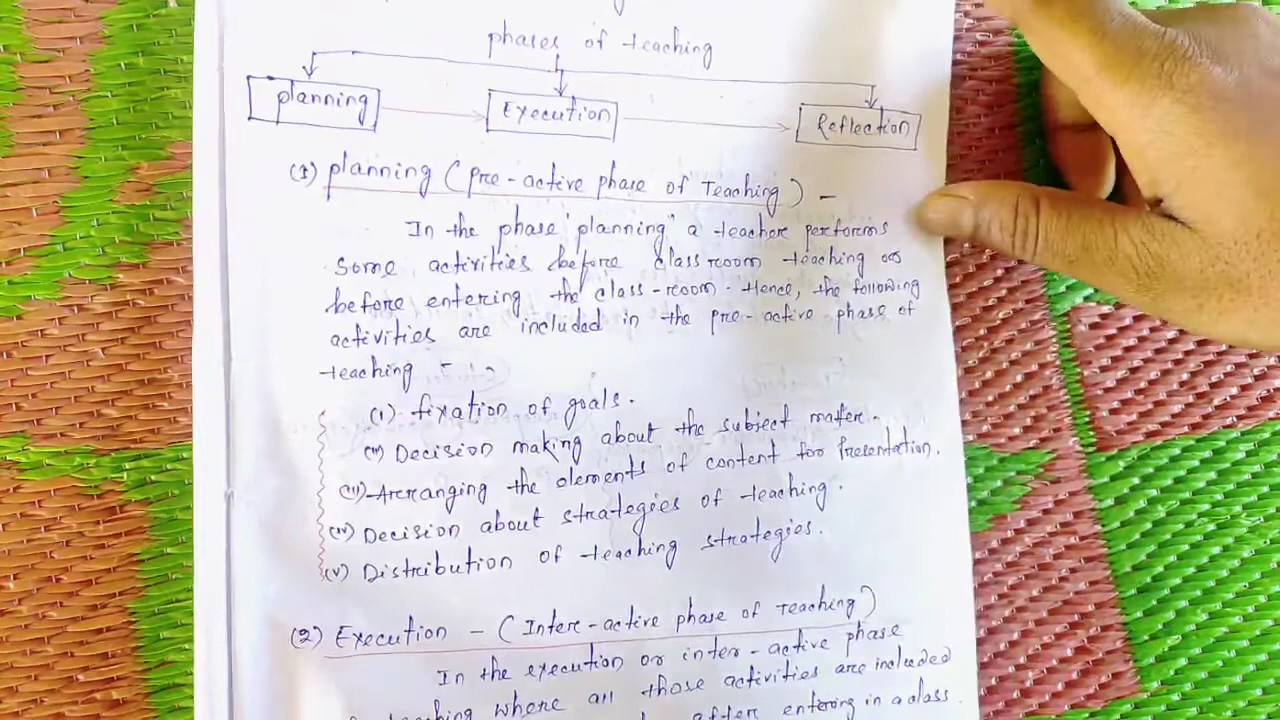 phases of teaching
planning
Execution
Reflection
(1) planning (Pre-active phase of Teaching) -
In the phase "planning" a teacher performs
some activities before classroom teaching or
before entering the class-room. Hence, the following
activities are included in the pre-active phase of
teaching -
(i) fixation of goals.
(ii) Decision making about the subject matter.
(iii) Arranging the elements of content for Presentation.
(iv) Decision about strategies of teaching.
(v) Distribution of teaching strategies.
(2) Execution - (Inter-active phase of Teaching)
In the execution or inter-active phase
where all those activities are included
after entering in a class.